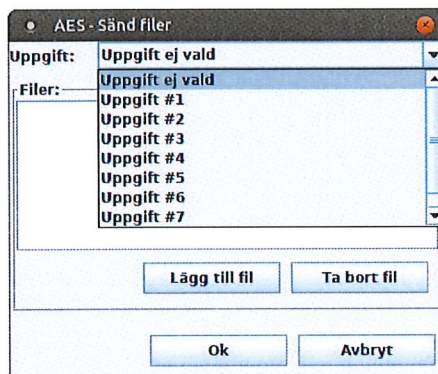 AES - Sänd filer
Uppgift: Uppgift ej vald
Uppgift ej vald
Filer:
Uppgift #1
Uppgift #2
Uppgift #3
Uppgift #4
Uppgift #5
Uppgift #6
Uppgift #7
Lägg till fil Ta bort fil
Ok Avbryt